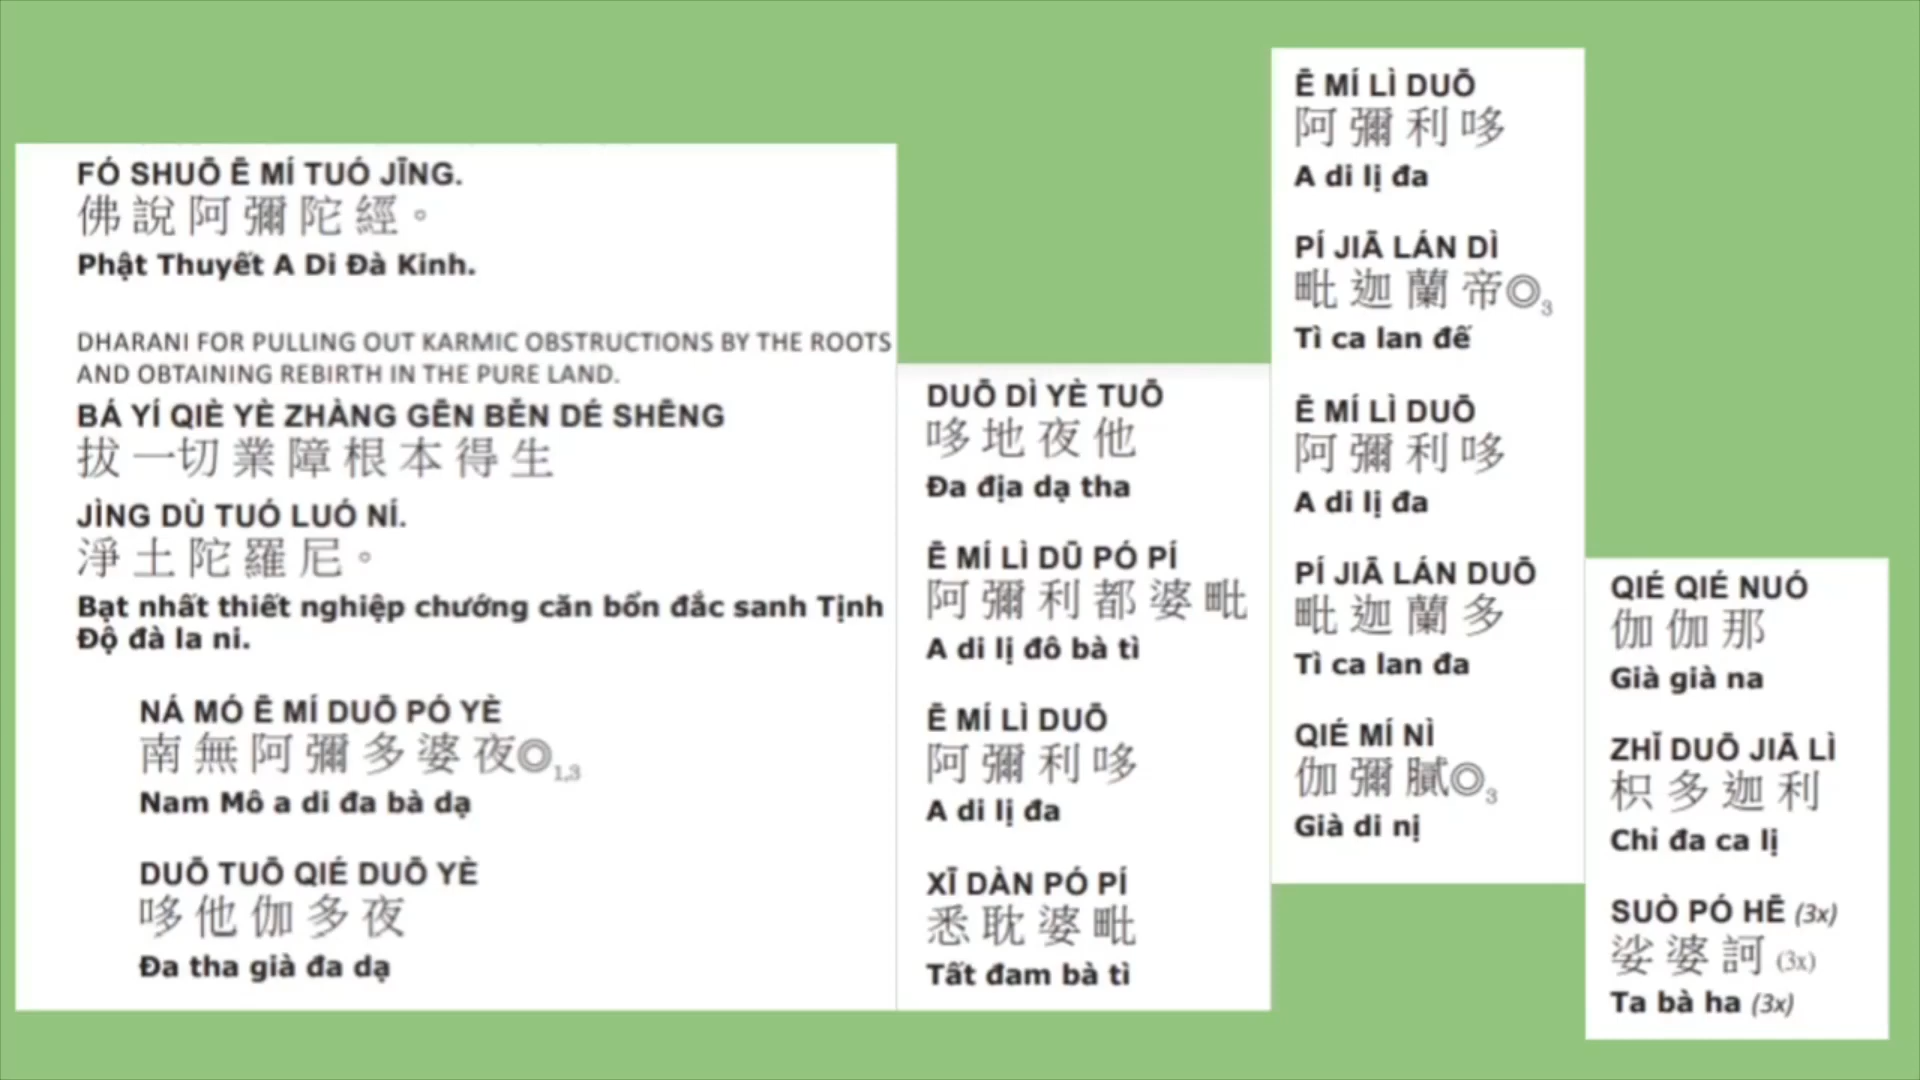 FÓ SHUŌ Ē MÍ TUÓ JĪNG.
佛說阿彌陀經。
Phật Thuyết A Di Đà Kinh.
DHARANI FOR PULLING OUT KARMIC OBSTRUCTIONS BY THE ROOTS
AND OBTAINING REBIRTH IN THE PURE LAND.
BÁ YÍ QIÈ YÈ ZHÀNG GĒN BĚN DÉ SHĒNG
拔一切業障根本得生
JÌNG DÙ TUÓ LUÓ NÍ.
淨土陀羅尼。
Bạt nhất thiết nghiệp chướng căn bổn đắc sanh Tịnh
Độ đà la ni.
NÁ MÓ Ē MÍ DUŌ PÓ YÈ
南無阿彌多婆夜◎1,3
Nam Mô a di đa bà dạ
DUŌ TUŌ QIÉ DUŌ YÈ
哆他伽多夜
Đa tha già đa dạ
DUŌ DÌ YÈ TUŌ
哆地夜他
Đa địa dạ tha
Ē MÍ LÌ DŪ PÓ PÍ
阿彌利都婆毗
A di lị đô bà tì
Ē MÍ LÌ DUŌ
阿彌利哆
A di lị đa
XĪ DÀN PÓ PÍ
悉耽婆毗
Tất đam bà tì
Ē MÍ LÌ DUŌ
阿彌利哆
A di lị đa
PÍ JIĀ LÁN DÌ
毗迦蘭帝◎3
Tì ca lan đế
Ē MÍ LÌ DUŌ
阿彌利哆
A di lị đa
PÍ JIĀ LÁN DUŌ
毗迦蘭多
Tì ca lan đa
QIÉ MÍ NÌ
伽彌膩◎3
Già di nị
QIÉ QIÉ NUÓ
伽伽那
Già già na
ZHǏ DUŌ JIĀ LÌ
枳多迦利
Chỉ đa ca lị
SUÒ PÓ HĒ (3x)
娑婆訶 (3x)
Ta bà ha (3x)